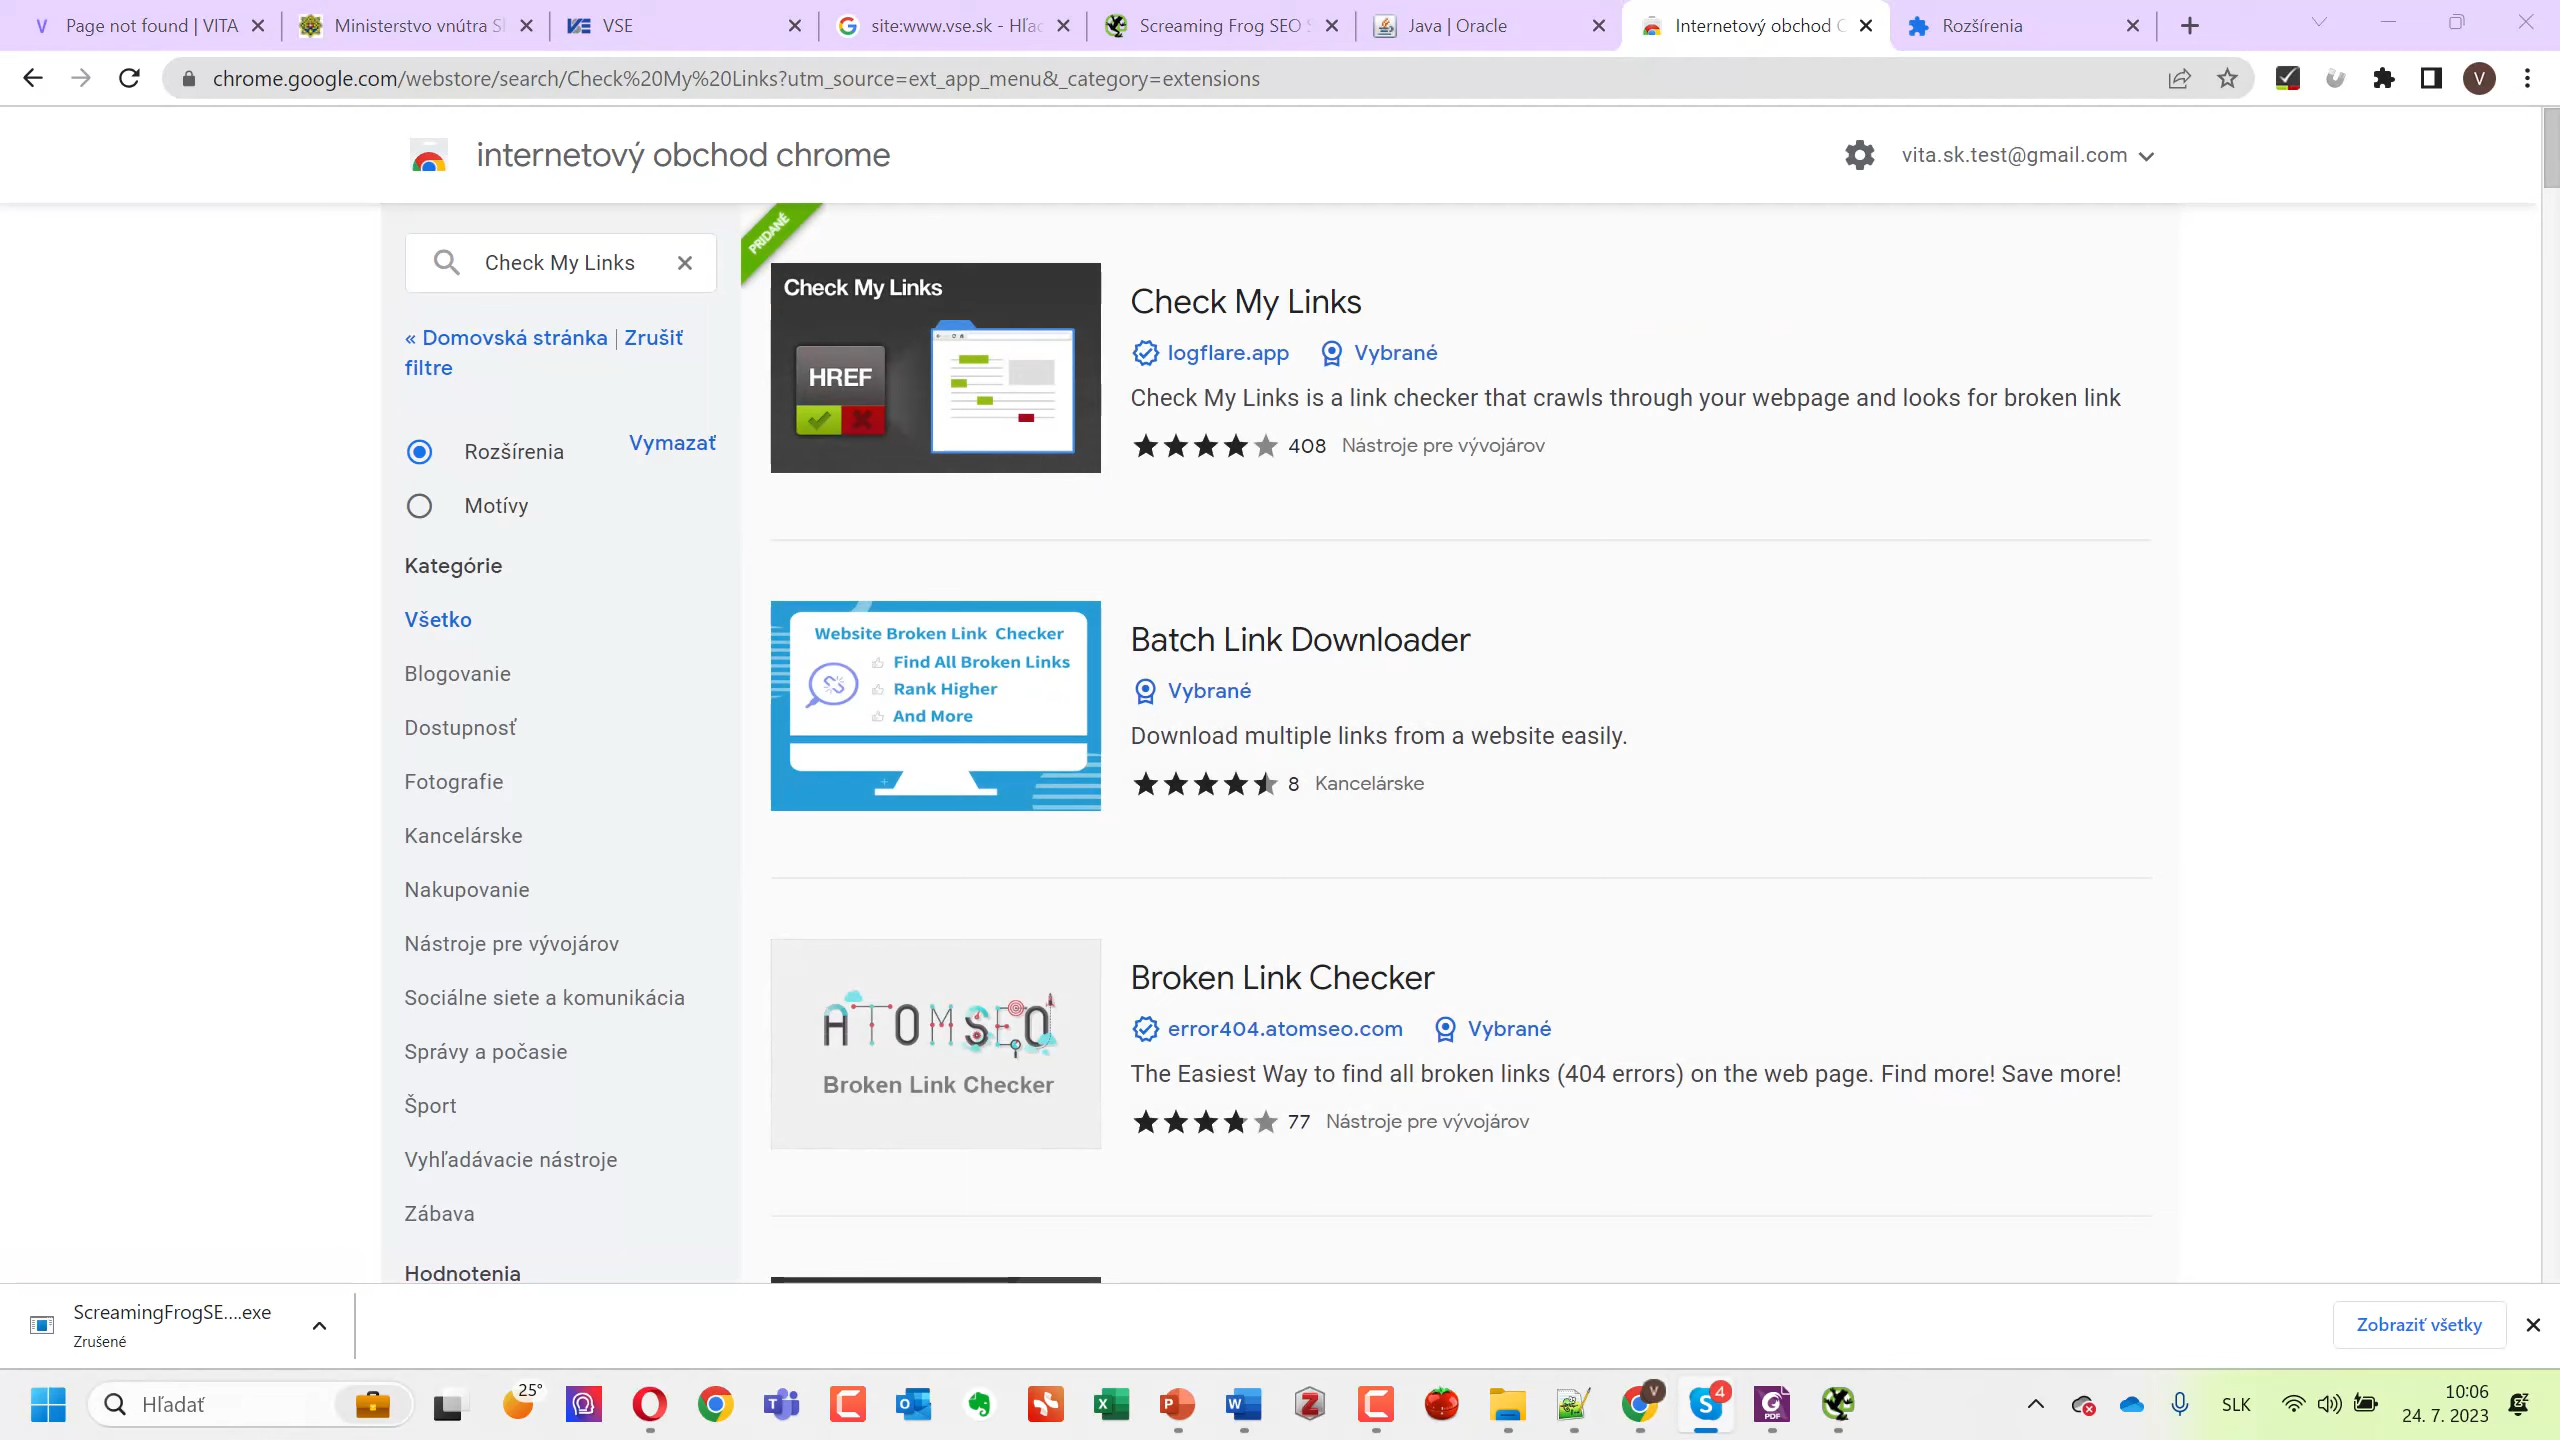 Page not found | VITA
Ministerstvo vnútra Sl
VSE
site:www.vse.sk - Hľad
Screaming Frog SEO S
Java | Oracle
Internetový obchod C
Rozšírenia
chrome.google.com/webstore/search/Check%20My%20Links?utm_source=ext_app_menu&_category=extensions
V
internetový obchod chrome
vita.sk.test@gmail.com
PRIDANÉ
Check My Links
« Domovská stránka | Zrušiť
filtre
Rozšírenia
Vymazať
Motívy
Kategórie
Všetko
Blogovanie
Dostupnosť
Fotografie
Kancelárske
Nakupovanie
Nástroje pre vývojárov
Sociálne siete a komunikácia
Správy a počasie
Šport
Vyhľadávacie nástroje
Zábava
Hodnotenia
Check My Links
HREF
Check My Links
logflare.app
Vybrané
Check My Links is a link checker that crawls through your webpage and looks for broken link
408 Nástroje pre vývojárov
Website Broken Link Checker
Find All Broken Links
Rank Higher
And More
Batch Link Downloader
Vybrané
Download multiple links from a website easily.
8 Kancelárske
ATOMSEO
Broken Link Checker
Broken Link Checker
error404.atomseo.com
Vybrané
The Easiest Way to find all broken links (404 errors) on the web page. Find more! Save more!
77 Nástroje pre vývojárov
ScreamingFrogSE....exe
Zrušené
Zobraziť všetky
Hľadať
25°
V
4
PDF
SLK
10:06
24. 7. 2023